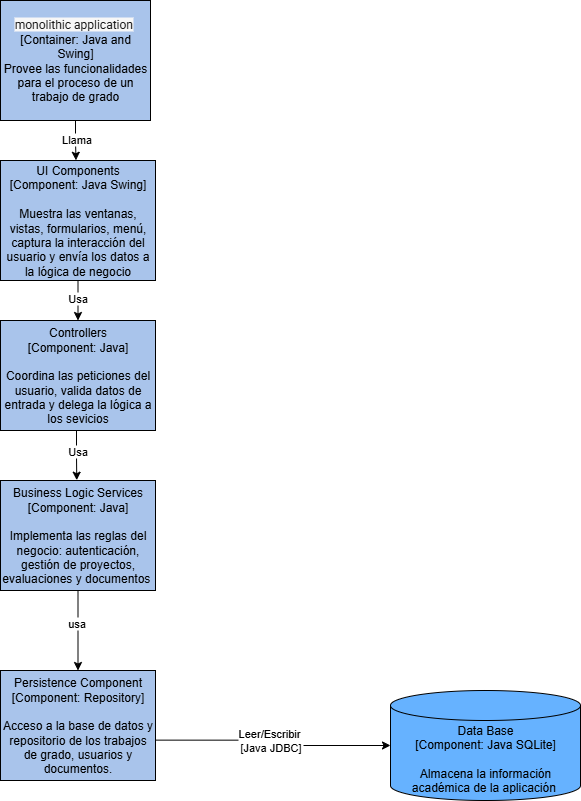 monolithic application
[Container: Java and
Swing]
Provee las funcionalidades
para el proceso de un
trabajo de grado
Llama
UI Components
[Component: Java Swing]
Muestra las ventanas,
vistas, formularios, menú,
captura la interacción del
usuario y envía los datos a
la lógica de negocio
Usa
Controllers
[Component: Java]
Coordina las peticiones del
usuario, valida datos de
entrada y delega la lógica a
los sevicios
Usa
Business Logic Services
[Component: Java]
Implementa las reglas del
negocio: autenticación,
gestión de proyectos,
evaluaciones y documentos
usa
Persistence Component
[Component: Repository]
Acceso a la base de datos y
repositorio de los trabajos
de grado, usuarios y
documentos.
Leer/Escribir
[Java JDBC]
Data Base
[Component: Java SQLite]
Almacena la información
académica de la aplicación